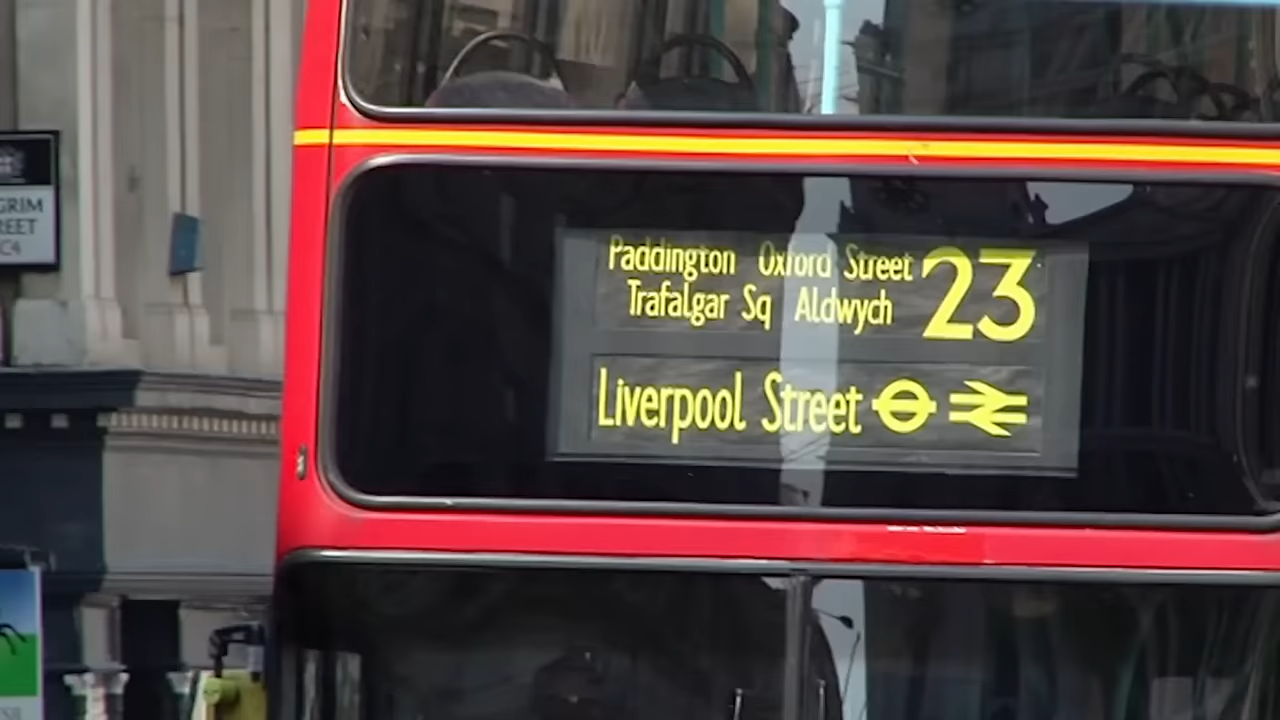 GRIM
REET
C4
Paddington Oxford Street 23
Trafalgar Sq Aldwych
Liverpool Street